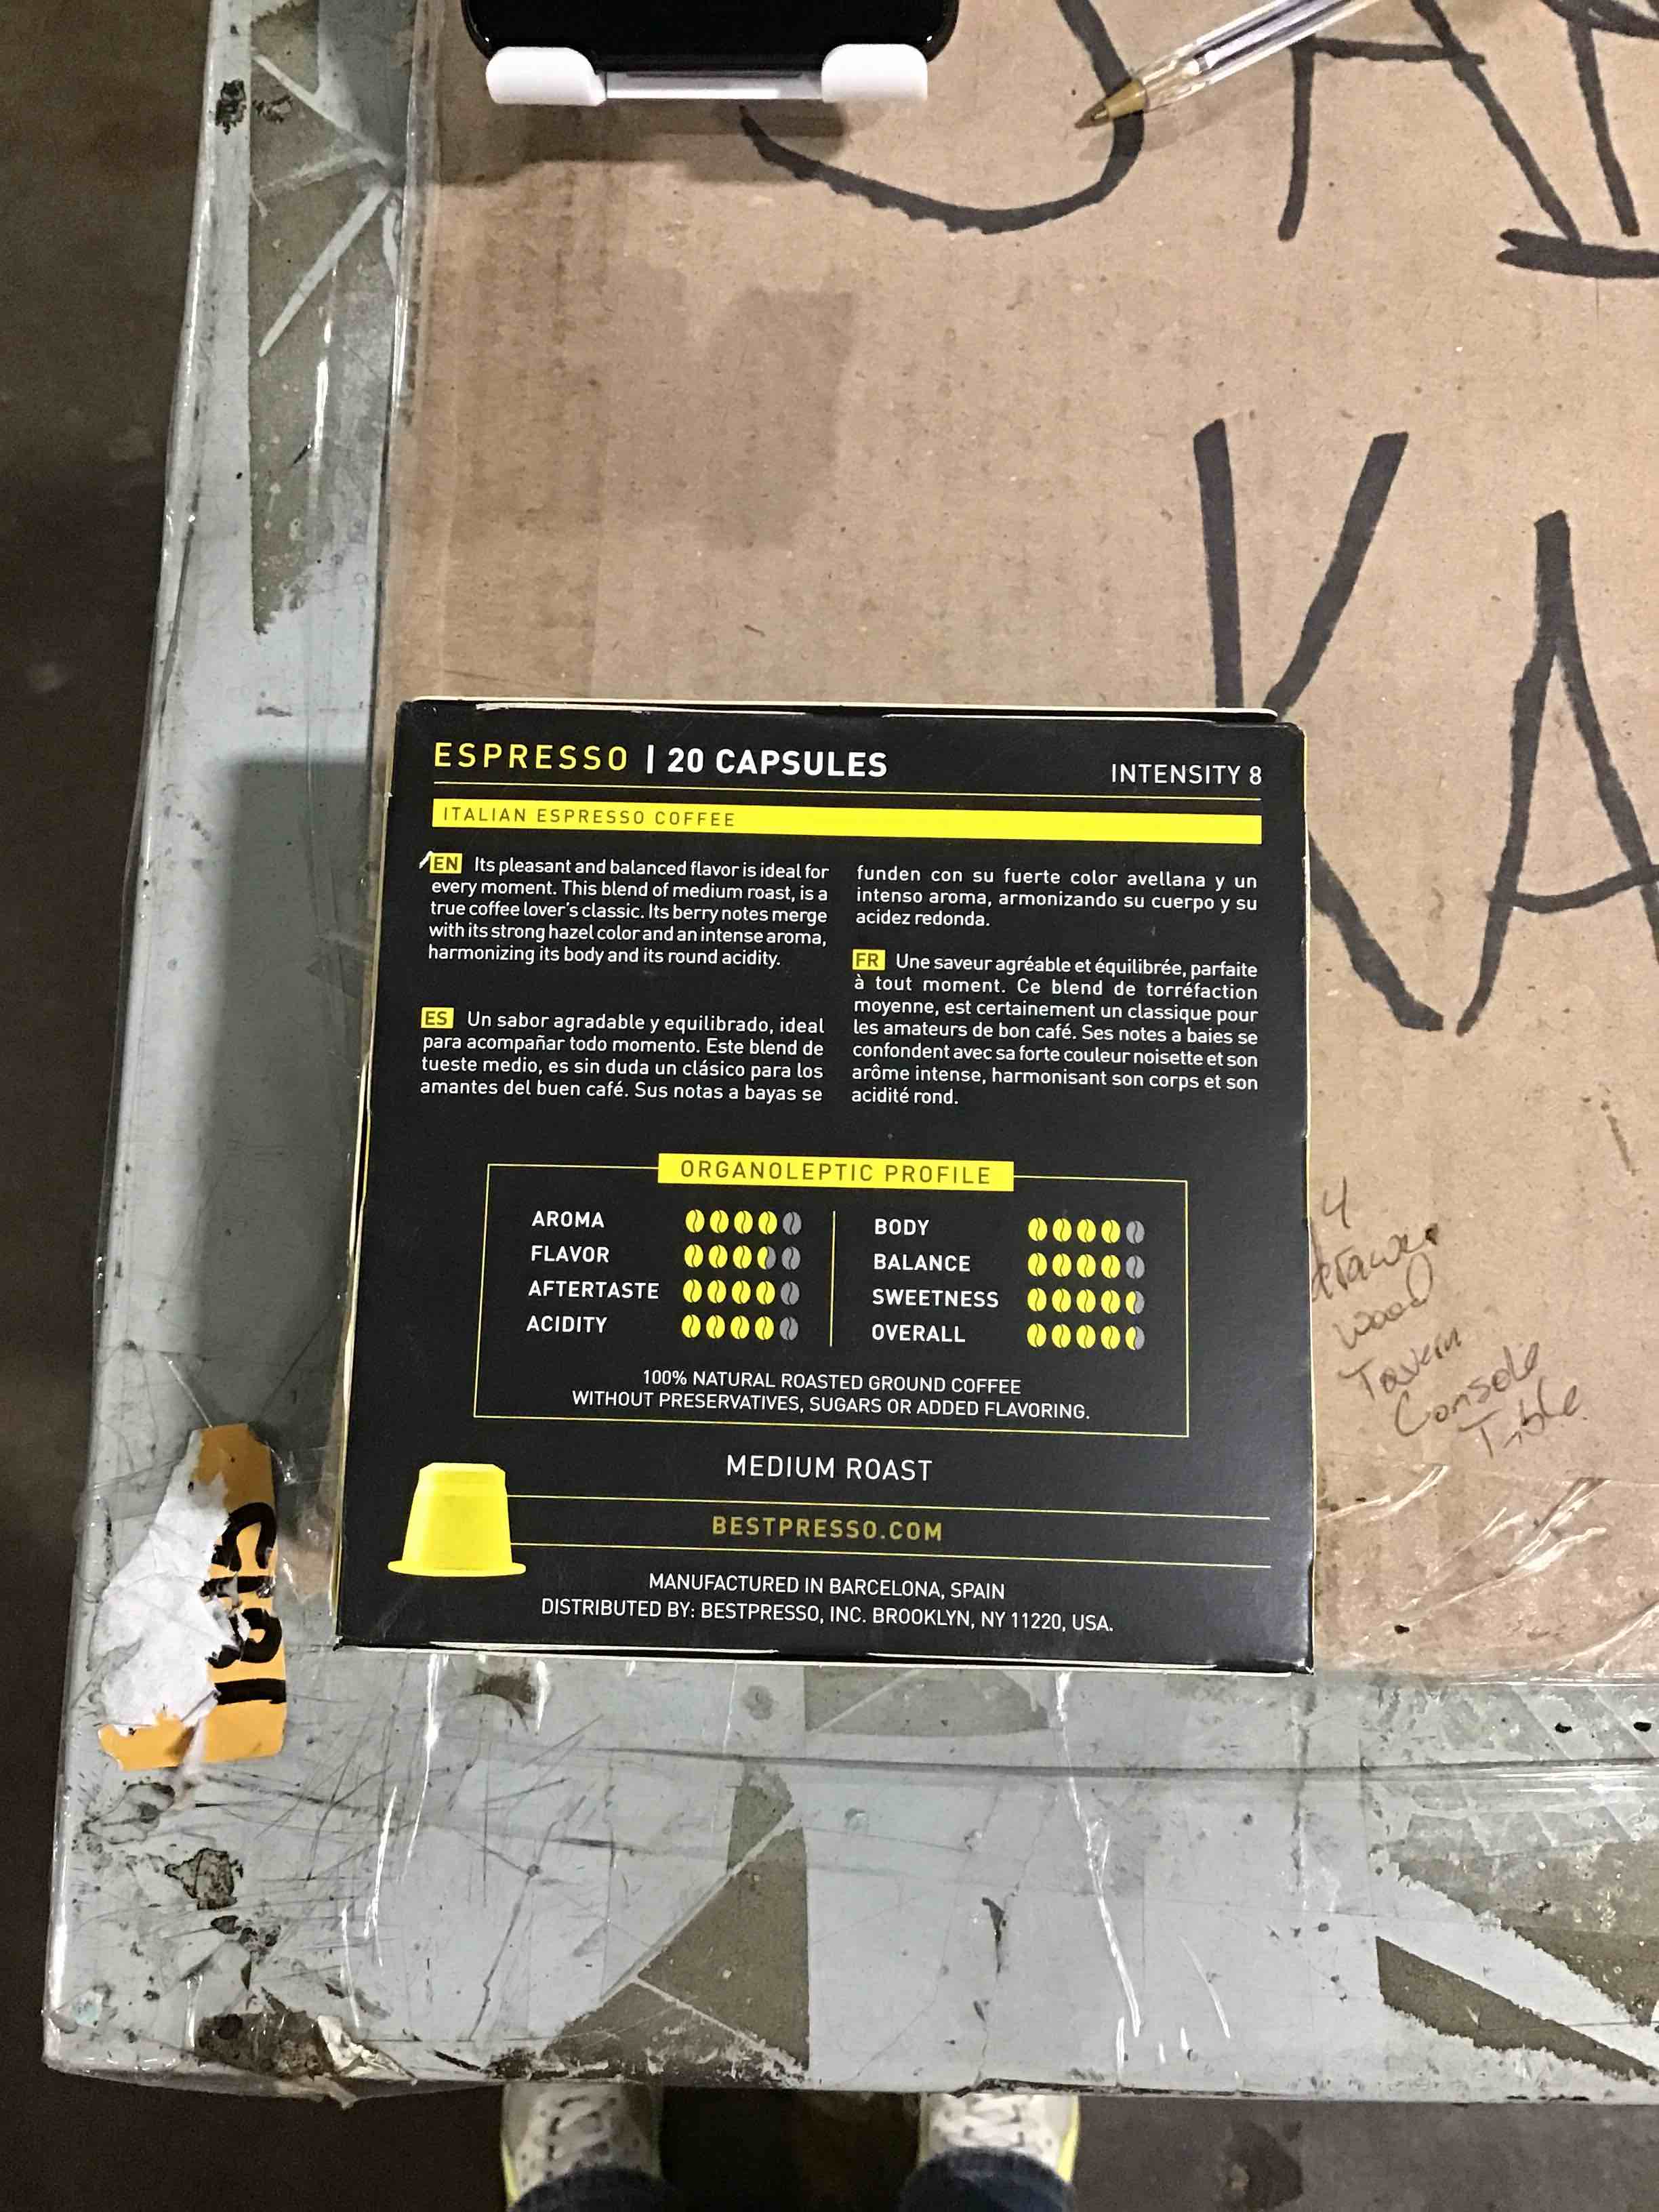 ESPRESSO | 20 CAPSULES
INTENSITY 8
ITALIAN ESPRESSO COFFEE
EN Its pleasant and balanced flavor is ideal for
every moment. This blend of medium roast, is a
true coffee lover's classic. Its berry notes merge
with its strong hazel color and an intense aroma,
harmonizing its body and its round acidity.
ES Un sabor agradable y equilibrado, ideal
para acompañar todo momento. Este blend de
tueste medio, es sin duda un clásico para los
amantes del buen café. Sus notas a bayas se
funden con su fuerte color avellana y un
intenso aroma, armonizando su cuerpo y su
acidez redonda.
FR Une saveur agréable et équilibrée, parfaite
à tout moment. Ce blend de torréfaction
moyenne, est certainement un classique pour
les amateurs de bon café. Ses notes a baies se
confondent avec sa forte couleur noisette et son
arôme intense, harmonisant son corps et son
acidité rond.
ORGANOLEPTIC PROFILE
AROMA
FLAVOR
AFTERTASTE
ACIDITY
BODY
BALANCE
SWEETNESS
OVERALL
100% NATURAL ROASTED GROUND COFFEE
WITHOUT PRESERVATIVES, SUGARS OR ADDED FLAVORING.
MEDIUM ROAST
BESTPRESSO.COM
MANUFACTURED IN BARCELONA, SPAIN
DISTRIBUTED BY: BESTPRESSO, INC. BROOKLYN, NY 11220, USA.
KA
4
wood
Tavern
Console
Table